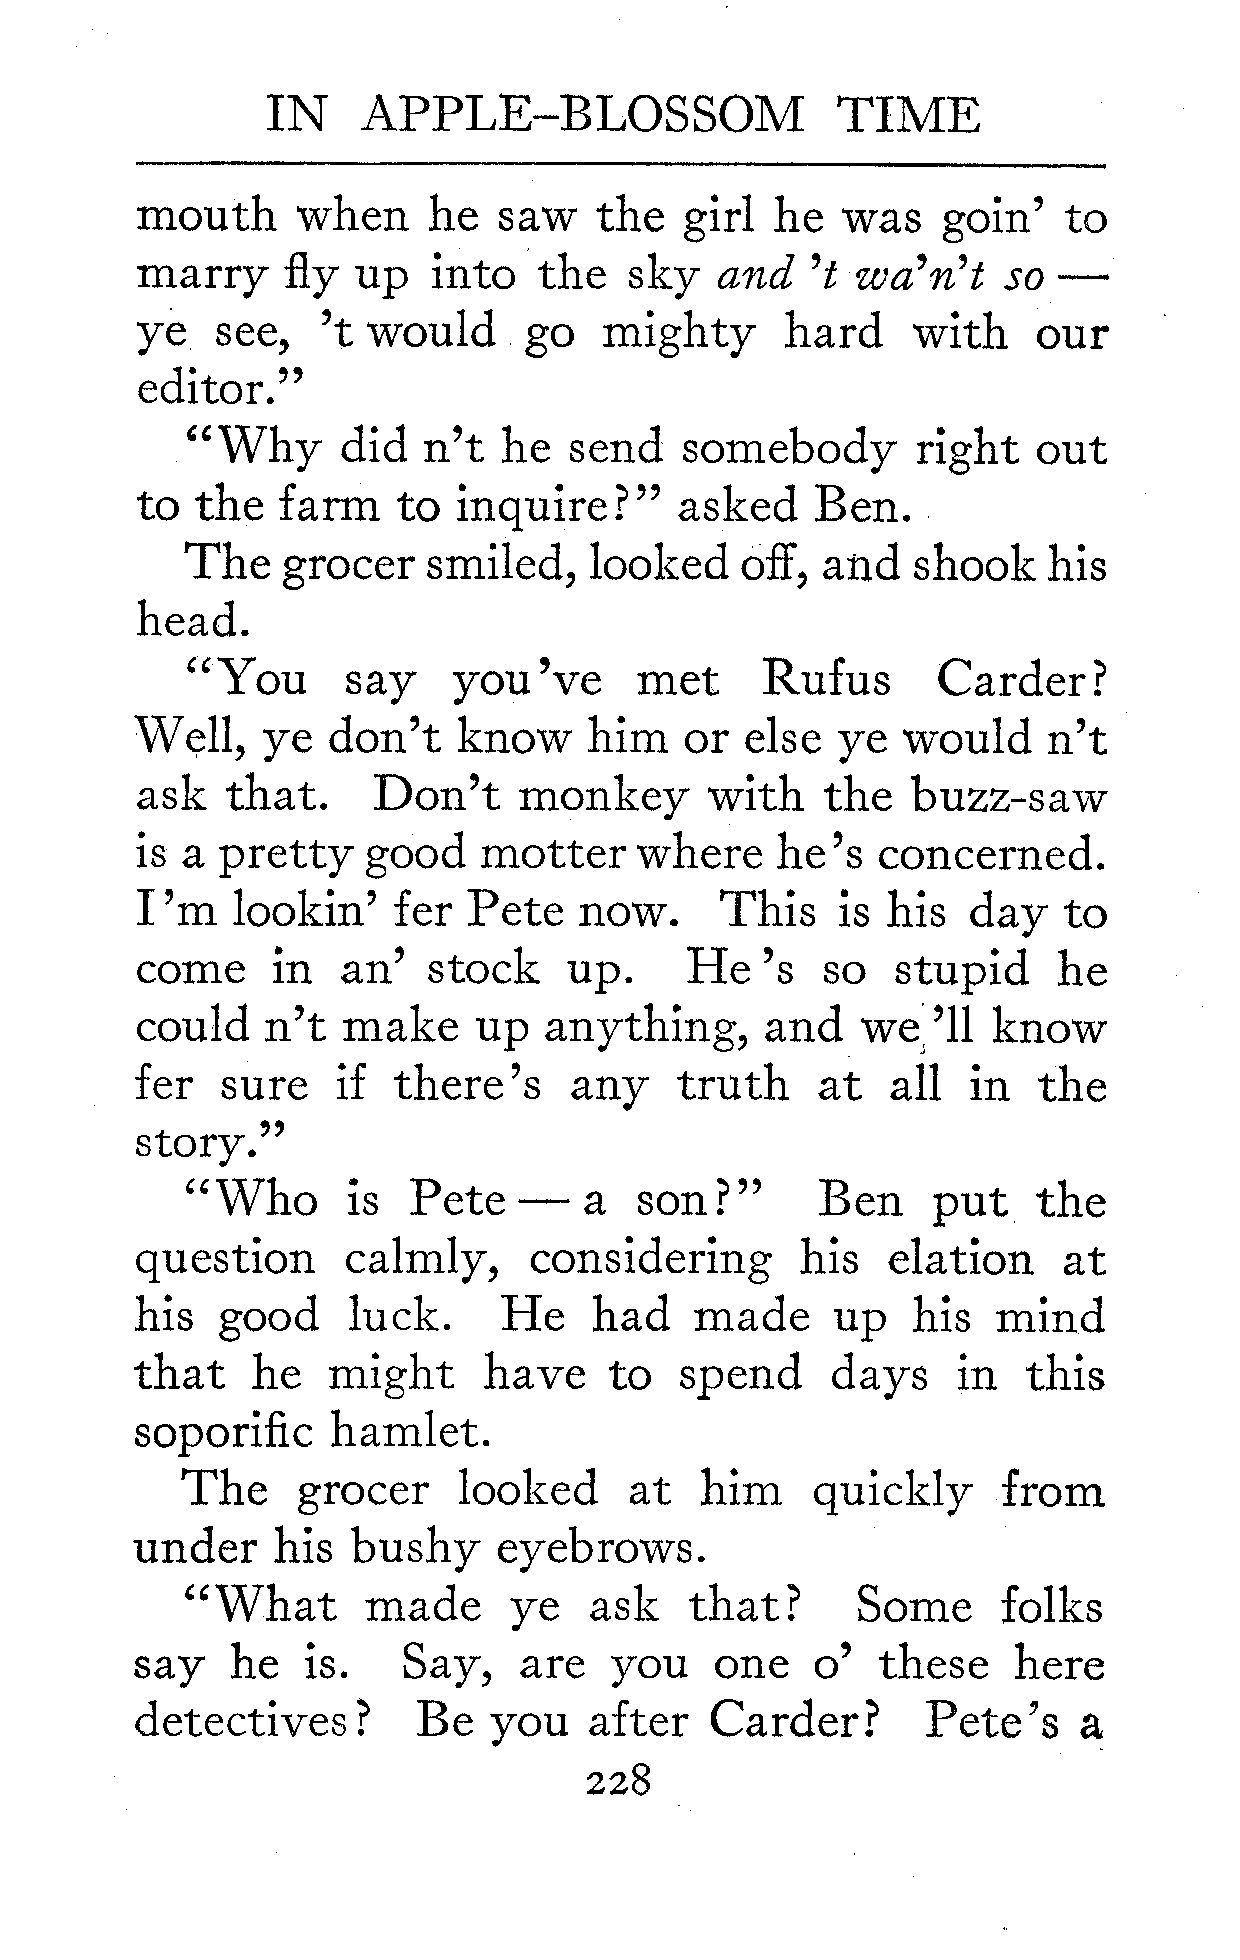 IN APPLE-BLOSSOM TIME
mouth when he saw the girl he was goin' to
marry fly up into the sky and 't wa'n't so —
ye see, 't would go mighty hard with our
editor."
"Why did n't he send somebody right out
to the farm to inquire?" asked Ben.
The grocer smiled, looked off, and shook his
head.
"You say you 've met Rufus Carder?
Well, ye don't know him or else ye would n't
ask that. Don't monkey with the buzz-saw
is a pretty good motter where he 's concerned.
I 'm lookin' fer Pete now. This is his day to
come in an' stock up. He 's so stupid he
could n't make up anything, and we 'll know
fer sure if there 's any truth at all in the
story."
"Who is Pete — a son?" Ben put the
question calmly, considering his elation at
his good luck. He had made up his mind
that he might have to spend days in this
soporific hamlet.
The grocer looked at him quickly from
under his bushy eyebrows.
"What made ye ask that? Some folks
say he is. Say, are you one o' these here
detectives? Be you after Carder? Pete 's a
228